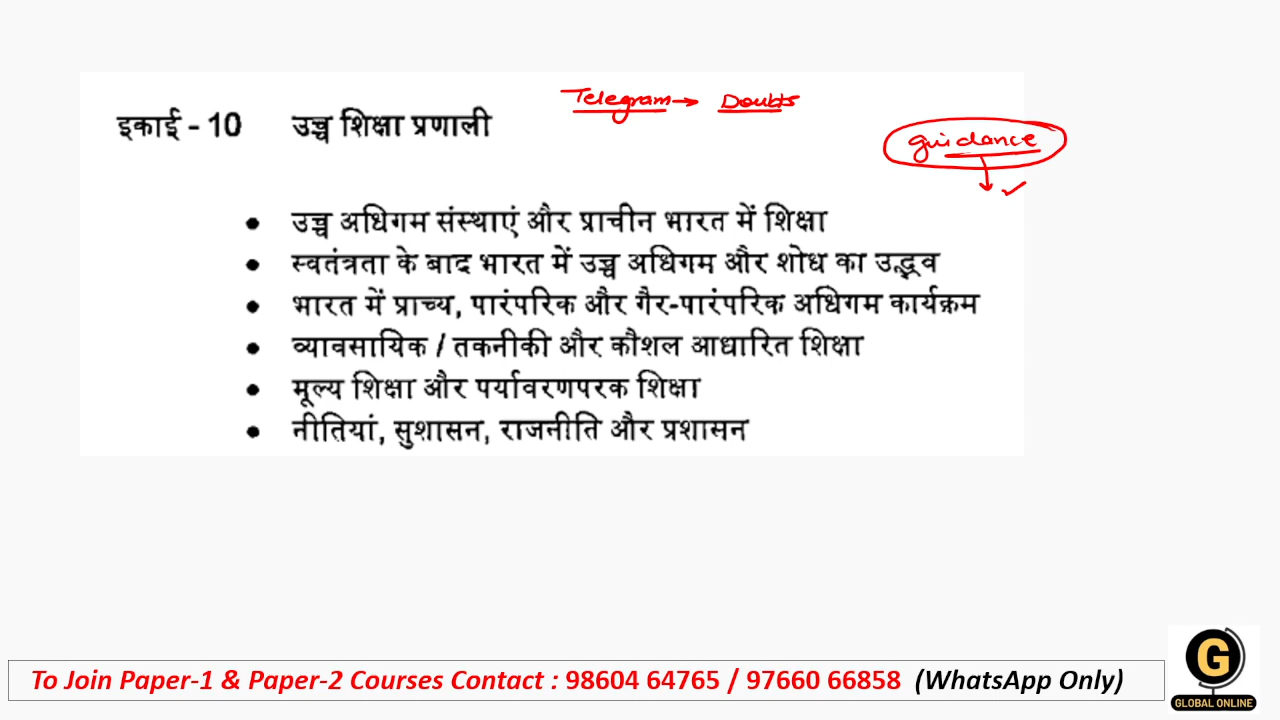 Telegram → Doubts
इकाई - 10 उच्च शिक्षा प्रणाली
guidance
• उच्च अधिगम संस्थाएं और प्राचीन भारत में शिक्षा
• स्वतंत्रता के बाद भारत में उच्च अधिगम और शोध का उद्भव
• भारत में प्राच्य, पारंपरिक और गैर-पारंपरिक अधिगम कार्यक्रम
• व्यावसायिक / तकनीकी और कौशल आधारित शिक्षा
• मूल्य शिक्षा और पर्यावरणपरक शिक्षा
• नीतियां, सुशासन, राजनीति और प्रशासन
To Join Paper-1 & Paper-2 Courses Contact : 98604 64765 / 97660 66858 (WhatsApp Only)
G
GLOBAL ONLINE